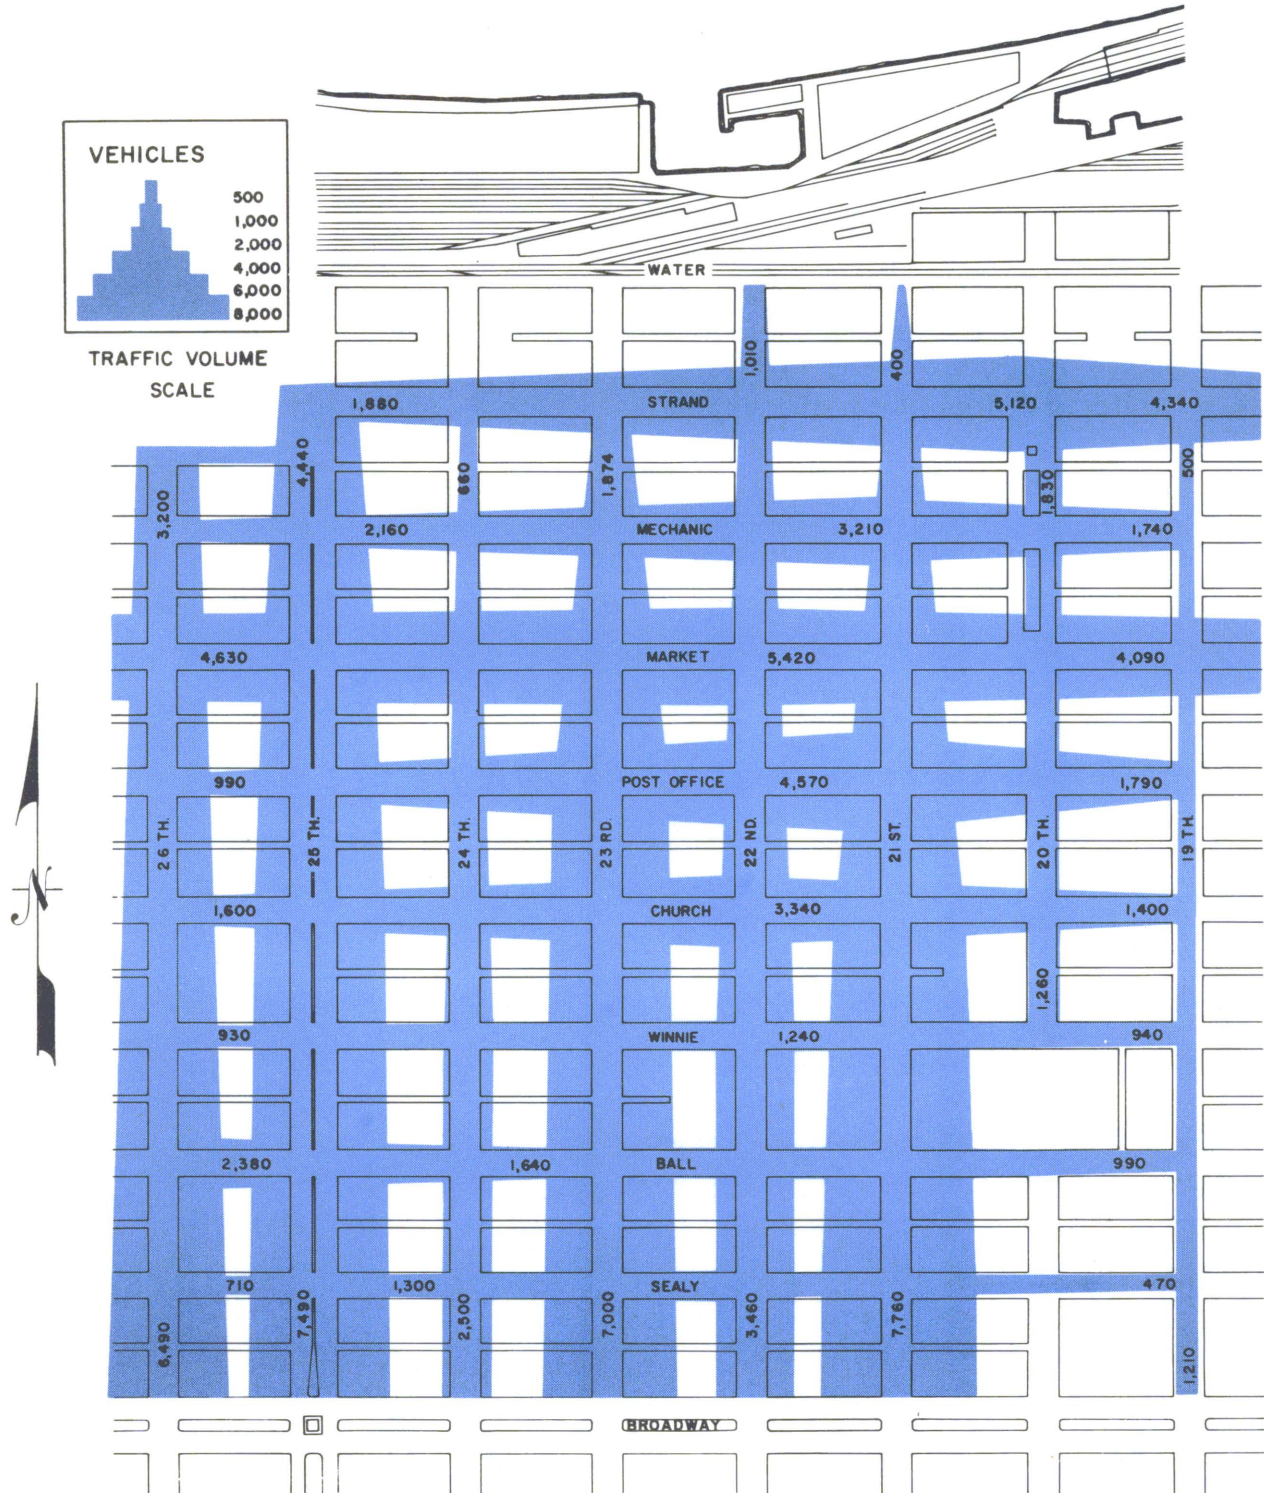 VEHICLES
500
1,000
2,000
4,000
6,000
8,000
TRAFFIC VOLUME
SCALE
WATER
1,010
400
1,880
STRAND
5,120
4,340
4,440
660
1,874
500
3,200
1,830
2,160
MECHANIC
3,210
1,740
4,630
MARKET
5,420
4,090
990
POST OFFICE
4,570
1,790
26 TH.
25 TH.
24 TH.
23 RD.
22 ND.
21 ST.
20 TH.
19 TH.
N
1,600
CHURCH
3,340
1,400
1,260
930
WINNIE
1,240
940
2,380
1,640
BALL
990
710
1,300
SEALY
470
6,490
7,490
2,500
7,000
3,460
7,760
1,210
BROADWAY